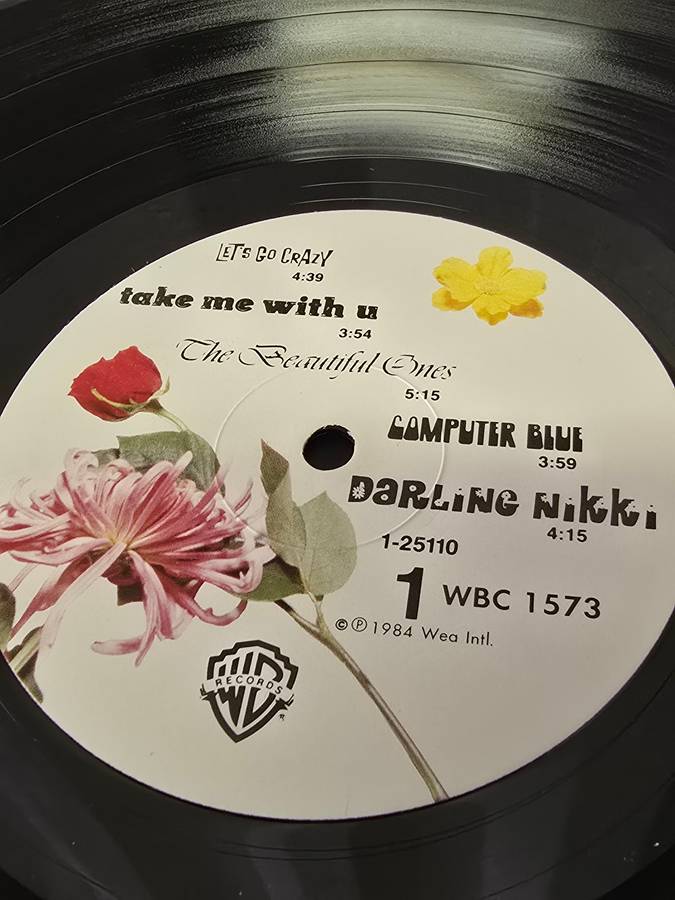 LET'S GO CRAZY
4:39
take me with u
3:54
The Beautiful Ones
5:15
COMPUTER BLUE
3:59
DARLING NIKKI
4:15
1-25110
1 WBC 1573
©℗1984 Wea Intl.
WB
RECORDS
®